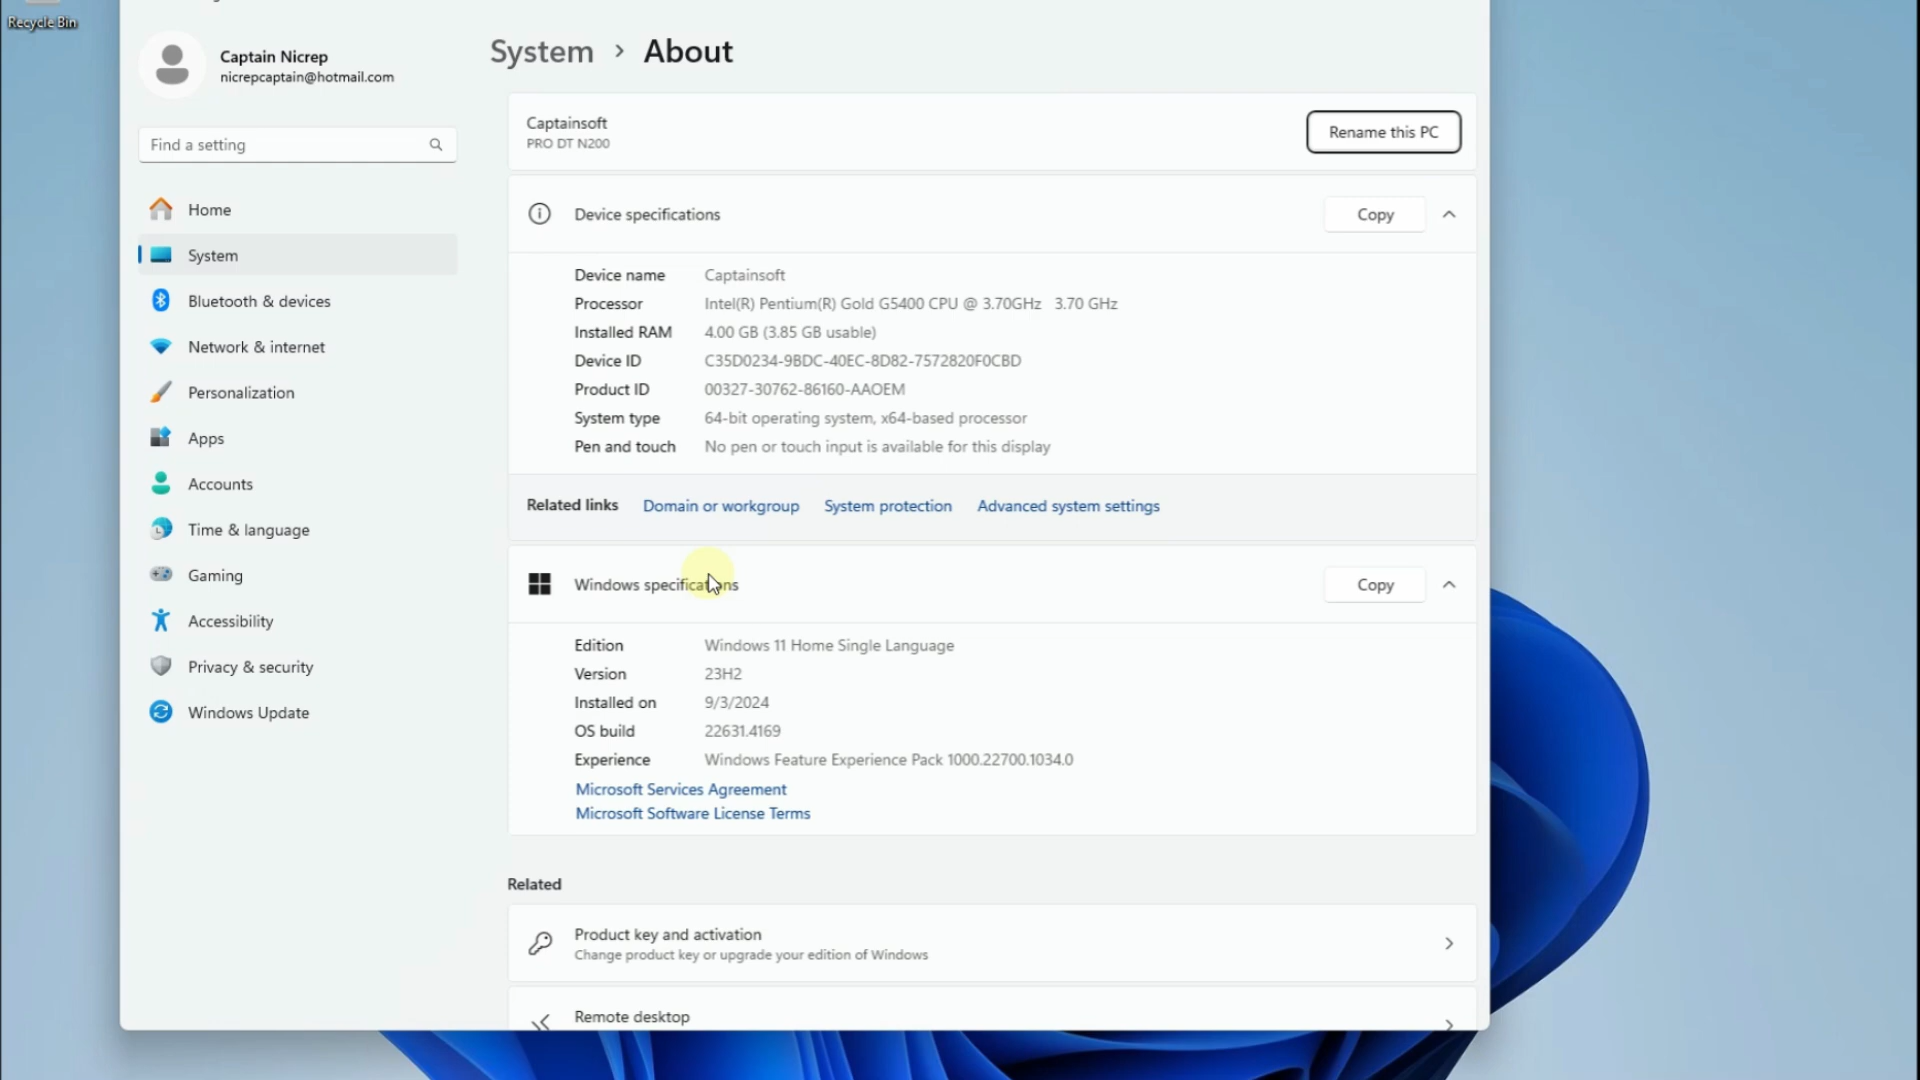 Recycle Bin
Captain Nicrep
nicrepcaptain@hotmail.com
Find a setting
Home
System
Bluetooth & devices
Network & internet
Personalization
Apps
Accounts
Time & language
Gaming
Accessibility
Privacy & security
Windows Update
System > About
Captainsoft
PRO DT N200
Rename this PC
Device specifications
Copy
Device name Captainsoft
Processor Intel(R) Pentium(R) Gold G5400 CPU @ 3.70GHz 3.70 GHz
Installed RAM 4.00 GB (3.85 GB usable)
Device ID C35D0234-9BDC-40EC-8D82-7572820F0CBD
Product ID 00327-30762-86160-AAOEM
System type 64-bit operating system, x64-based processor
Pen and touch No pen or touch input is available for this display
Related links Domain or workgroup System protection Advanced system settings
Windows specifications
Copy
Edition Windows 11 Home Single Language
Version 23H2
Installed on 9/3/2024
OS build 22631.4169
Experience Windows Feature Experience Pack 1000.22700.1034.0
Microsoft Services Agreement
Microsoft Software License Terms
Related
Product key and activation
Change product key or upgrade your edition of Windows
Remote desktop